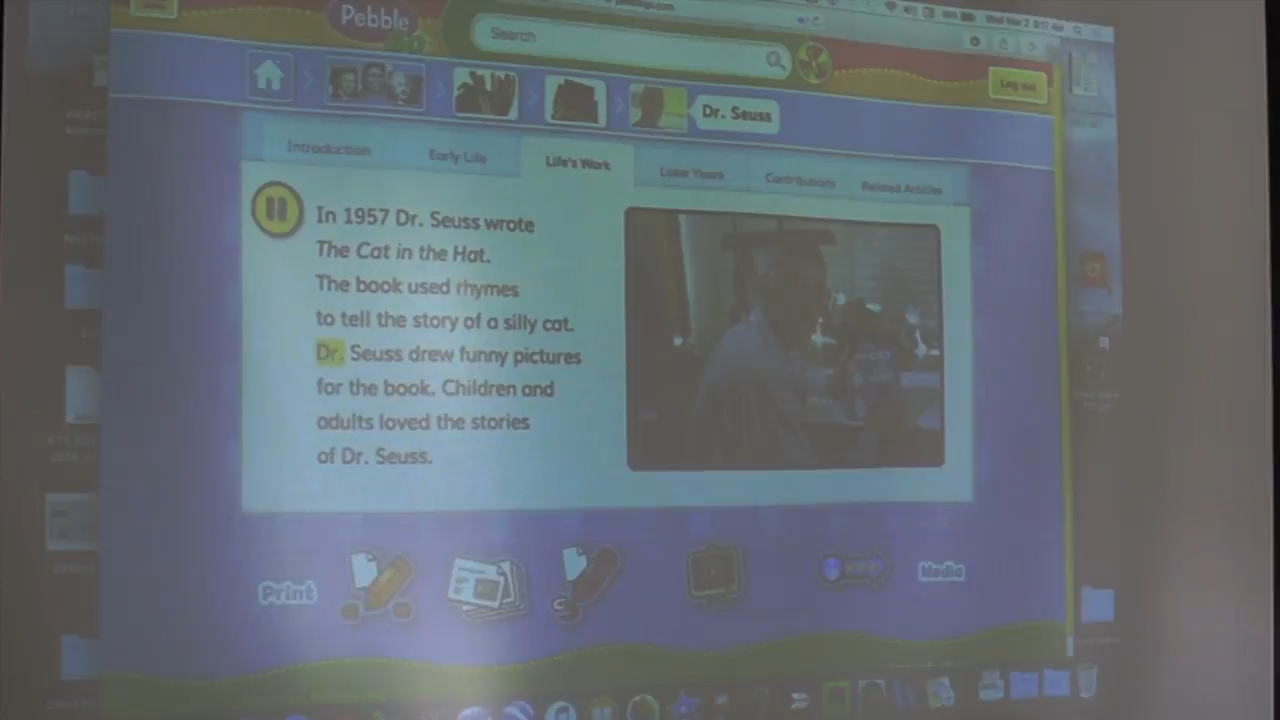 Pebble
Search
Log out
Dr. Seuss
Introduction
Early Life
Life's Work
Later Years
Contributions
Related Articles
In 1957 Dr. Seuss wrote
The Cat in the Hat.
The book used rhymes
to tell the story of a silly cat.
Dr. Seuss drew funny pictures
for the book. Children and
adults loved the stories
of Dr. Seuss.
Print
Media